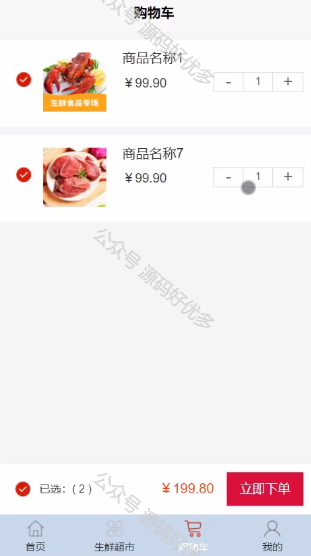 购物车
公众号 源码好优多
商品名称1
￥99.90
- 1 +
生鲜食品专场
商品名称7
￥99.90
- 1 +
公众号 源码好优多
已选：( 2 )
￥199.80
立即下单
公众号 源码好优多
首页
生鲜超市
购物车
我的